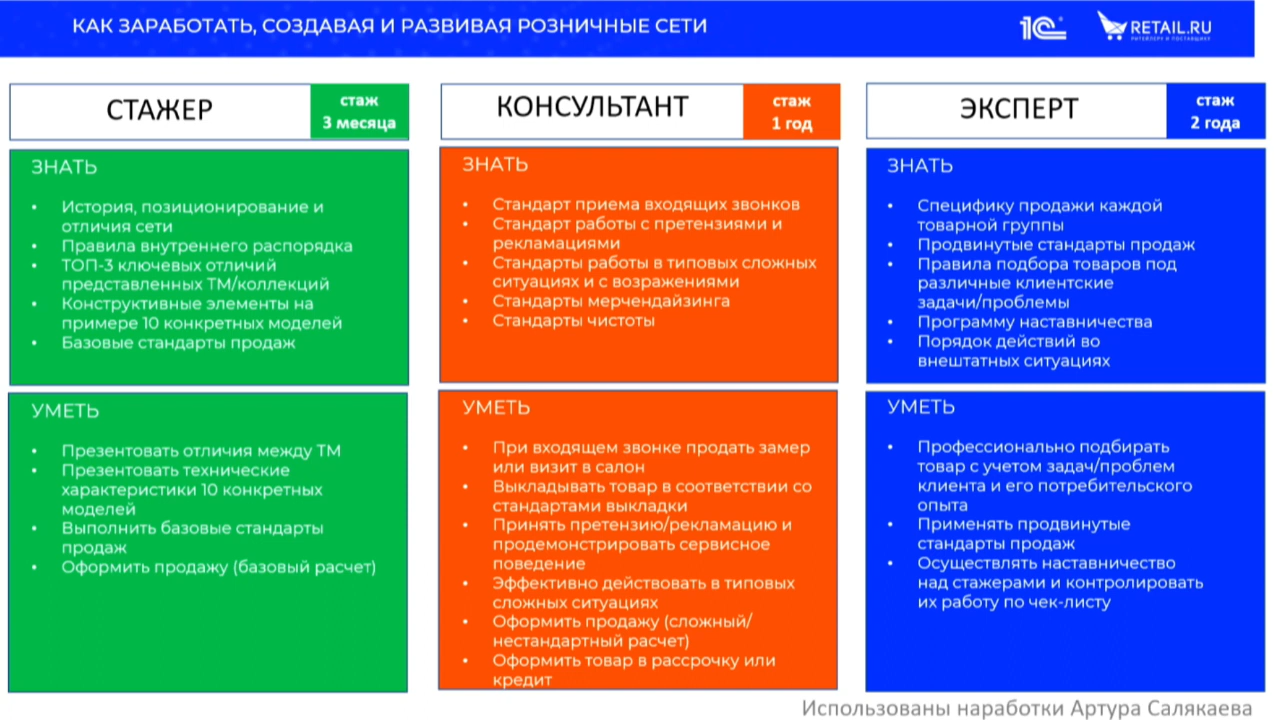 КАК ЗАРАБОТАТЬ, СОЗДАВАЯ И РАЗВИВАЯ РОЗНИЧНЫЕ СЕТИ
1С
RETAIL.RU
РИТЕЙЛЕРУ И ПОСТАВЩИКУ
СТАЖЕР
стаж
3 месяца
ЗНАТЬ
• История, позиционирование и
отличия сети
• Правила внутреннего распорядка
• ТОП-3 ключевых отличий
представленных ТМ/коллекций
• Конструктивные элементы на
примере 10 конкретных моделей
• Базовые стандарты продаж
УМЕТЬ
• Презентовать отличия между ТМ
• Презентовать технические
характеристики 10 конкретных
моделей
• Выполнить базовые стандарты
продаж
• Оформить продажу (базовый расчет)
КОНСУЛЬТАНТ
стаж
1 год
ЗНАТЬ
• Стандарт приема входящих звонков
• Стандарт работы с претензиями и
рекламациями
• Стандарты работы в типовых сложных
ситуациях и с возражениями
• Стандарты мерчендайзинга
• Стандарты чистоты
УМЕТЬ
• При входящем звонке продать замер
или визит в салон
• Выкладывать товар в соответствии со
стандартами выкладки
• Принять претензию/рекламацию и
продемонстрировать сервисное
поведение
• Эффективно действовать в типовых
сложных ситуациях
• Оформить продажу (сложный/
нестандартный расчет)
• Оформить товар в рассрочку или
кредит
ЭКСПЕРТ
стаж
2 года
ЗНАТЬ
• Специфику продажи каждой
товарной группы
• Продвинутые стандарты продаж
• Правила подбора товаров под
различные клиентские
задачи/проблемы
• Программу наставничества
• Порядок действий во
внештатных ситуациях
УМЕТЬ
• Профессионально подбирать
товар с учетом задач/проблем
клиента и его потребительского
опыта
• Применять продвинутые
стандарты продаж
• Осуществлять наставничество
над стажерами и контролировать
их работу по чек-листу
Использованы наработки Артура Салякаева